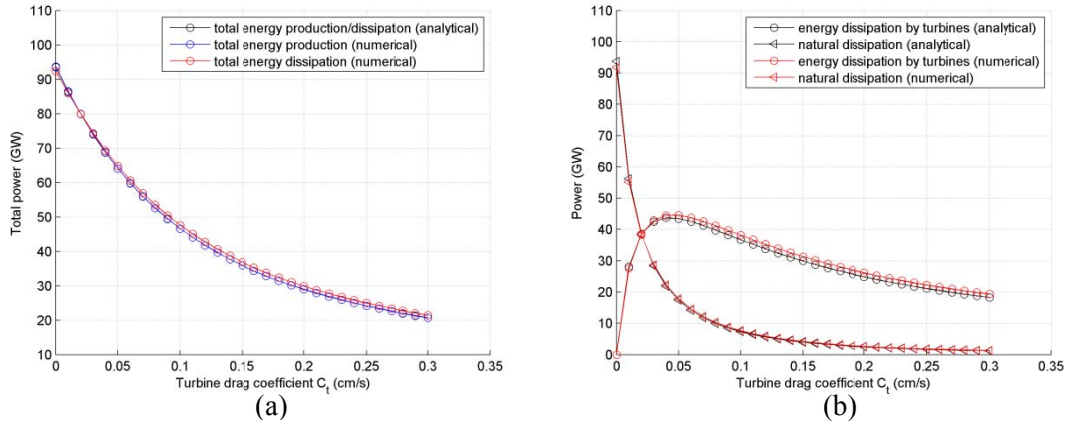 110
100
90
80
70
60
50
40
30
20
10
Total power (GW)
total energy production/dissipation (analytical)
total energy production (numerical)
total energy dissipation (numerical)
0 0.05 0.1 0.15 0.2 0.25 0.3 0.35
Turbine drag coefficient C_t (cm/s)
(a)
110
100
90
80
70
60
50
40
30
20
10
0
Power (GW)
energy dissipation by turbines (analytical)
natural dissipation (analytical)
energy dissipation by turbines (numerical)
natural dissipation (numerical)
0 0.05 0.1 0.15 0.2 0.25 0.3 0.35
Turbine drag coefficient C_t (cm/s)
(b)